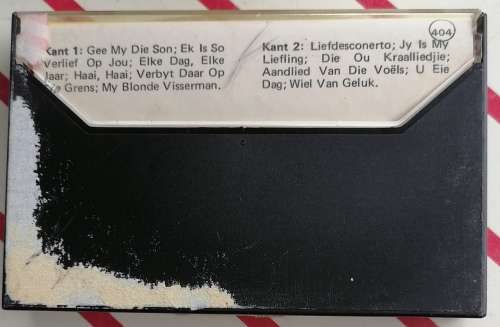 404
Kant 1: Gee My Die Son; Ek Is So
Verlief Op Jou; Elke Dag, Elke
Jaar; Haai, Haai; Verbyt Daar Op
Grens; My Blonde Visserman.
Kant 2: Liefdesconerto; Jy Is My
Liefling; Die Ou Kraalliedjie;
Aandlied Van Die Voëls; U Eie
Dag; Wiel Van Geluk.